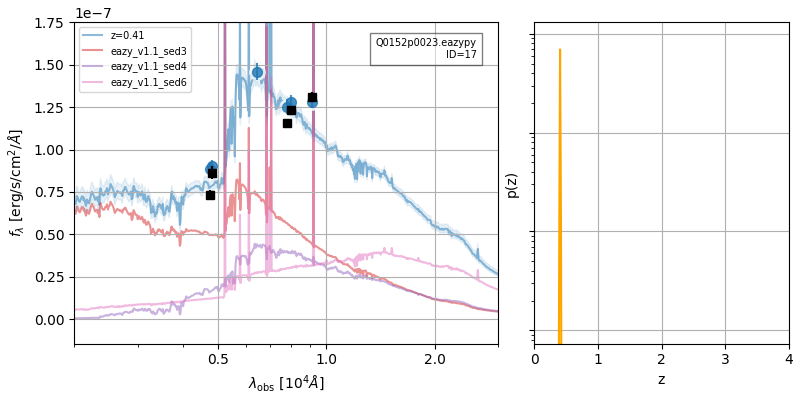 1e−7
z=0.41
eazy_v1.1_sed3
eazy_v1.1_sed4
eazy_v1.1_sed6
Q0152p0023.eazypy
ID=17
1.75
1.50
1.25
1.00
0.75
0.50
0.25
0.00
f_λ [erg/s/cm²/Å]
0.5
1.0
2.0
λ_obs [10⁴Å]
p(z)
0
1
2
3
4
z